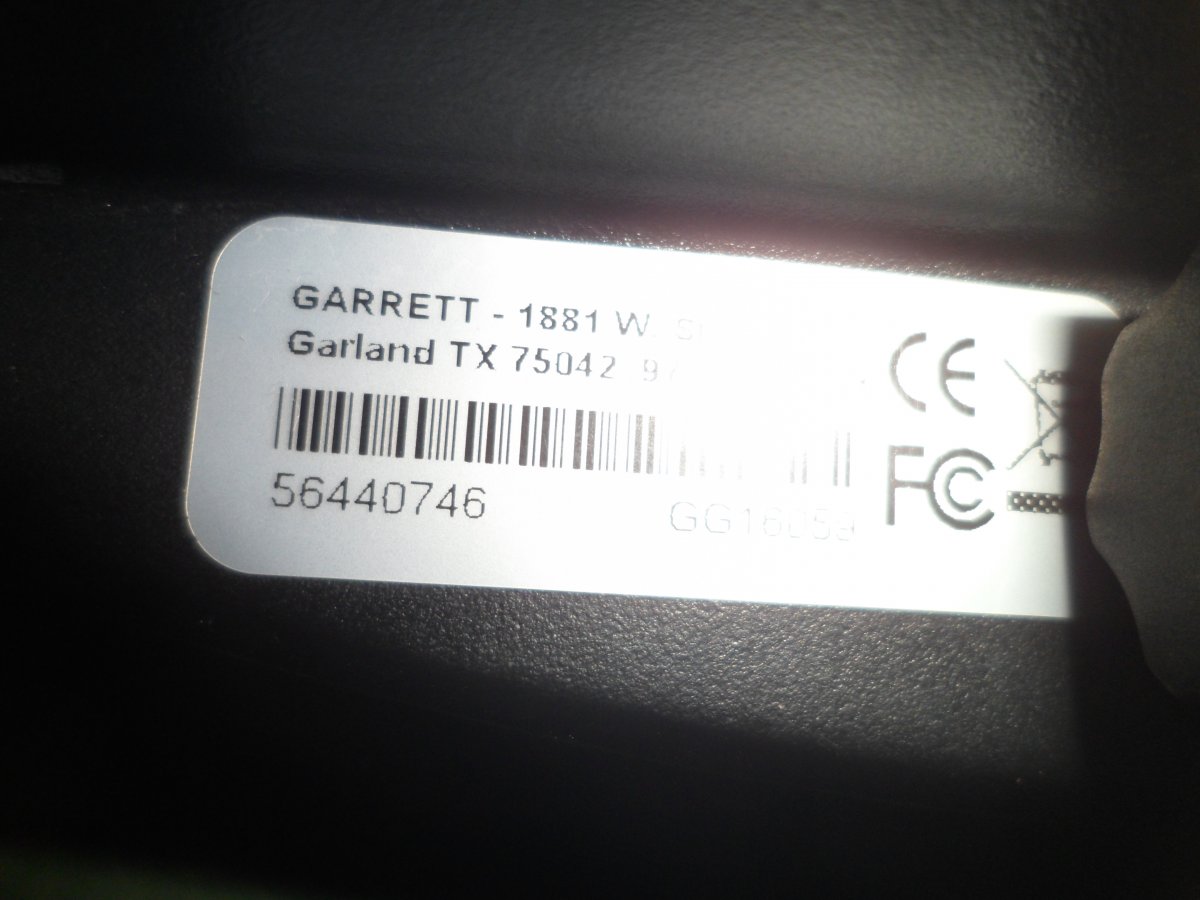 GARRETT - 1881 W.
Garland TX 75042
56440746
CE
FC